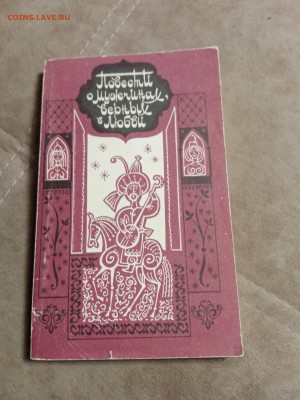 COINS.LAVE.RU
Повести
о мужчинах,
верных
в любви